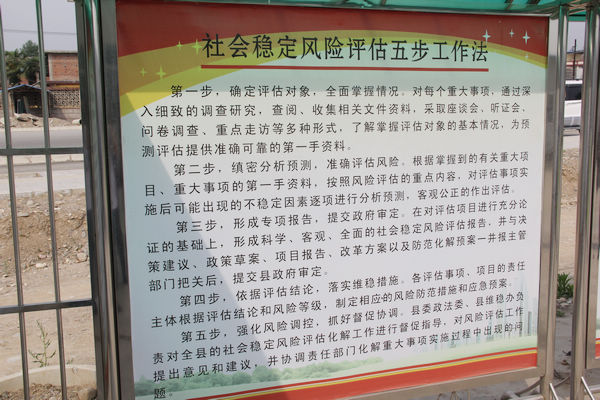 社会稳定风险评估五步工作法
第一步，确定评估对象，全面掌握情况。对每个重大事项，通过深
入细致的调查研究，查阅、收集相关文件资料，采取座谈会、听证会、
问卷调查、重点走访等多种形式，了解掌握评估对象的基本情况，为预
测评估提供准确可靠的第一手资料。
第二步，缜密分析预测，准确评估风险。根据掌握到的有关重大项
目、重大事项的第一手资料，按照风险评估的重点内容，对评估事项实
施后可能出现的不稳定因素逐项进行分析预测，客观公正的作出评估。
第三步，形成专项报告，提交政府审定。在对评估项目进行充分论
证的基础上，形成科学、客观、全面的社会稳定风险评估报告，并与决
策建议、政策草案、项目报告、改革方案以及防范化解预案一并报主管
部门把关后，提交县政府审定。
第四步，依据评估结论，落实维稳措施。各评估事项、项目的责任
主体根据评估结论和风险等级，制定相应的风险防范措施和应急预案。
第五步，强化风险调控，抓好督促协调。县委政法委、县维稳办负
责对全县的社会稳定风险评估化解工作进行督促指导，对风险评估工作
提出意见和建议，并协调责任部门化解重大事项实施过程中出现的问
题。